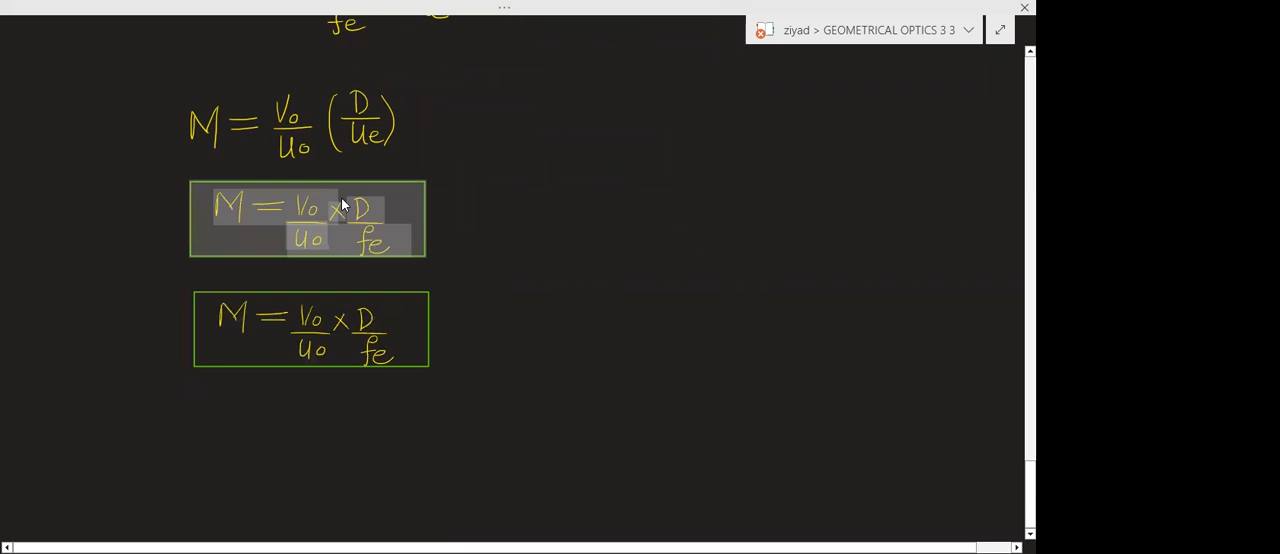 ziyad > GEOMETRICAL OPTICS 3 3
fe
M = Vo/uo (D/ue)
M = Vo/uo × D/fe
M = Vo/uo × D/fe